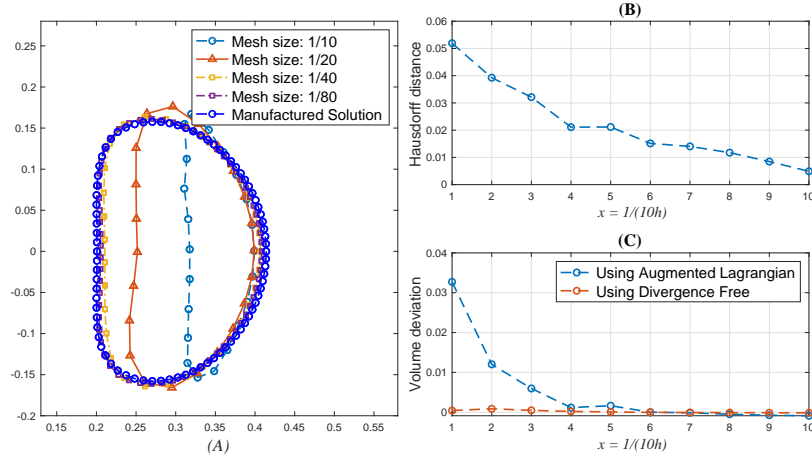 Mesh size: 1/10
Mesh size: 1/20
Mesh size: 1/40
Mesh size: 1/80
Manufactured Solution
0.25
0.2
0.15
0.1
0.05
0
-0.05
-0.1
-0.15
-0.2
0.15 0.2 0.25 0.3 0.35 0.4 0.45 0.5 0.55
(A)
(B)
Hausdorff distance
0.06
0.05
0.04
0.03
0.02
0.01
0
1 2 3 4 5 6 7 8 9 10
x = 1/(10h)
(C)
Using Augmented Lagrangian
Using Divergence Free
Volume deviation
0.04
0.03
0.02
0.01
0
1 2 3 4 5 6 7 8 9 10
x = 1/(10h)